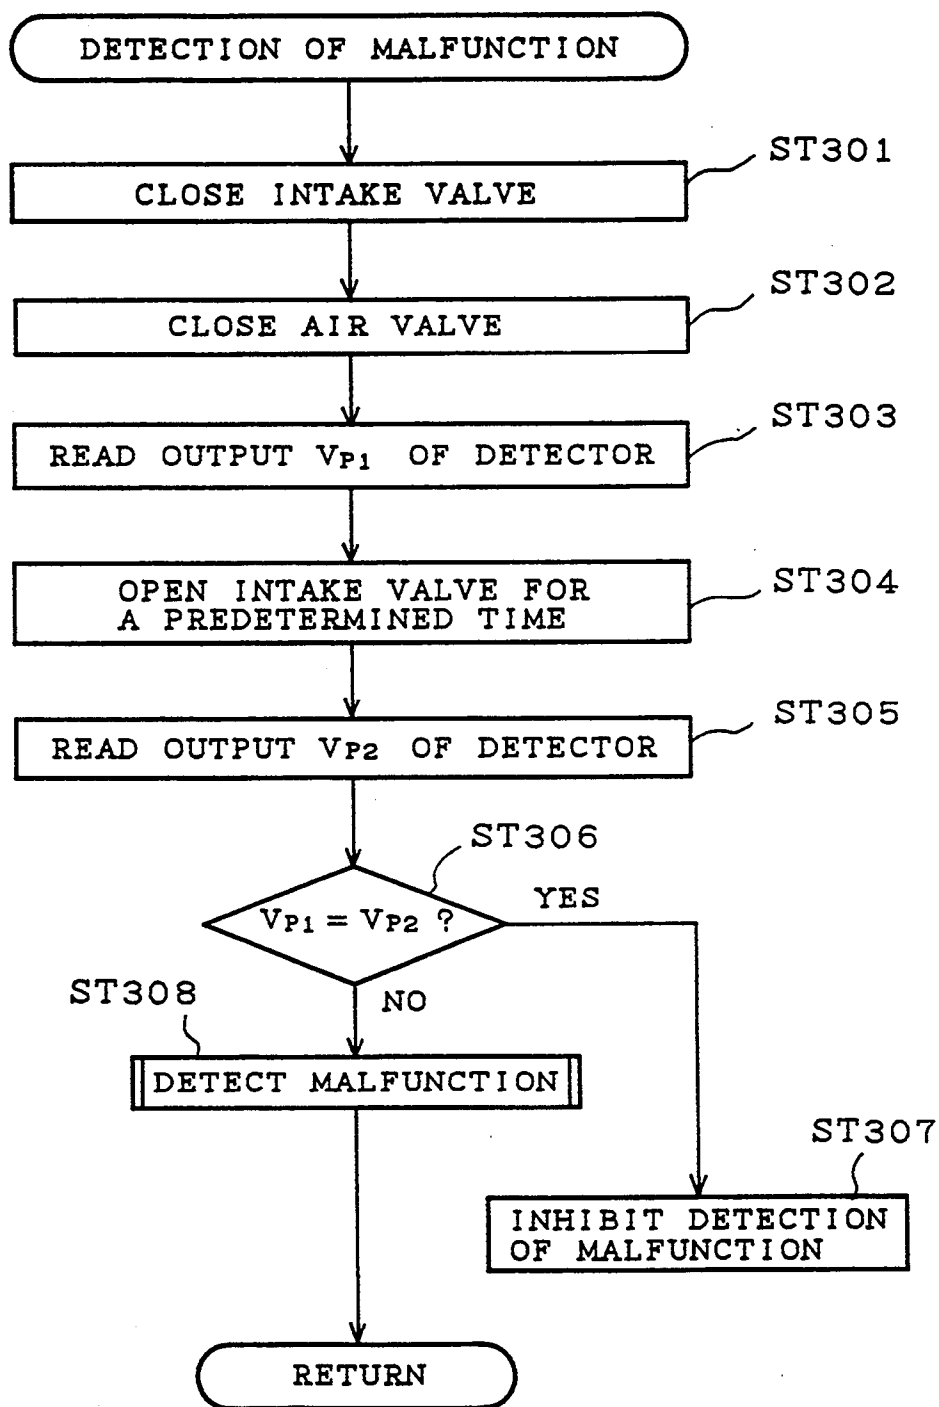 DETECTION OF MALFUNCTION
ST301
CLOSE INTAKE VALVE
ST302
CLOSE AIR VALVE
ST303
READ OUTPUT VP1 OF DETECTOR
ST304
OPEN INTAKE VALVE FOR
A PREDETERMINED TIME
ST305
READ OUTPUT VP2 OF DETECTOR
ST306
VP1 = VP2 ?
YES
NO
ST308
DETECT MALFUNCTION
ST307
INHIBIT DETECTION
OF MALFUNCTION
RETURN